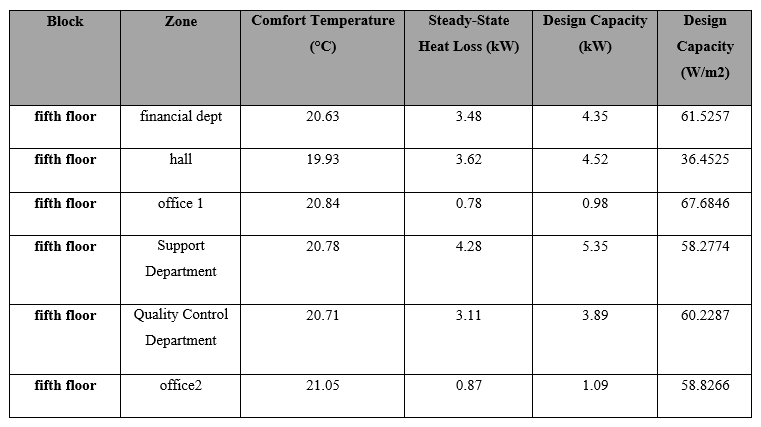 Block Zone Comfort Temperature (°C) Steady-State Heat Loss (kW) Design Capacity (kW) Design Capacity (W/m2)
fifth floor financial dept 20.63 3.48 4.35 61.5257
fifth floor hall 19.93 3.62 4.52 36.4525
fifth floor office 1 20.84 0.78 0.98 67.6846
fifth floor Support Department 20.78 4.28 5.35 58.2774
fifth floor Quality Control Department 20.71 3.11 3.89 60.2287
fifth floor office2 21.05 0.87 1.09 58.8266